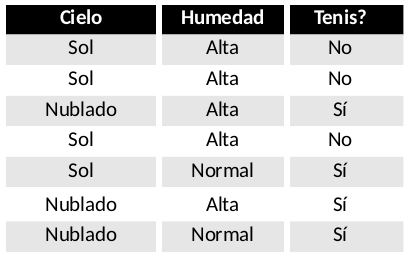 Cielo Humedad Tenis?
Sol Alta No
Sol Alta No
Nublado Alta Sí
Sol Alta No
Sol Normal Sí
Nublado Alta Sí
Nublado Normal Sí